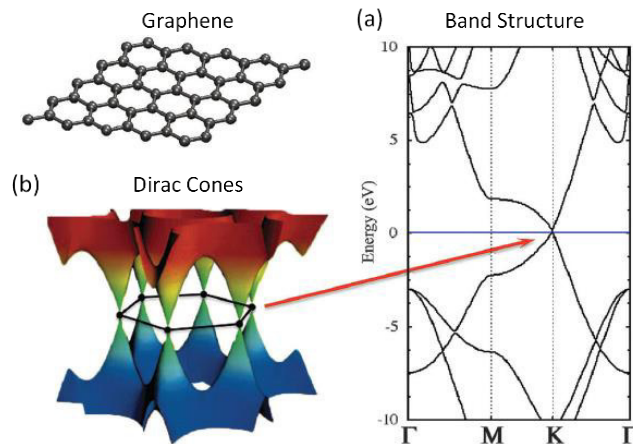 Graphene
(a)
Band Structure
(b)
Dirac Cones
Energy (eV)
10
5
0
-5
-10
Γ
M
K
Γ